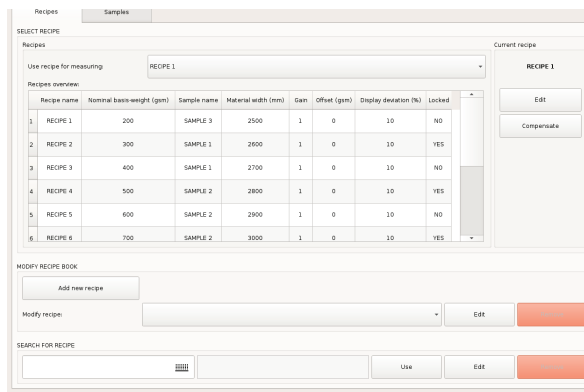 Recipes Samples
SELECT RECIPE
Recipes Current recipe
Use recipe for measuring: RECIPE 1 RECIPE 1
Recipes overview:
Recipe name Nominal basis-weight (gsm) Sample name Material width (mm) Gain Offset (gsm) Display deviation (%) Locked
Edit
1 RECIPE 1 200 SAMPLE 3 2500 1 0 10 NO
Compensate
2 RECIPE 2 300 SAMPLE 1 2600 1 0 10 YES
3 RECIPE 3 400 SAMPLE 1 2700 1 0 10 NO
4 RECIPE 4 500 SAMPLE 2 2800 1 0 10 YES
5 RECIPE 5 600 SAMPLE 2 2900 1 0 10 NO
6 RECIPE 6 700 SAMPLE 2 3000 1 0 10 YES
MODIFY RECIPE BOOK
Add new recipe
Modify recipe: Edit
SEARCH FOR RECIPE
Use Edit